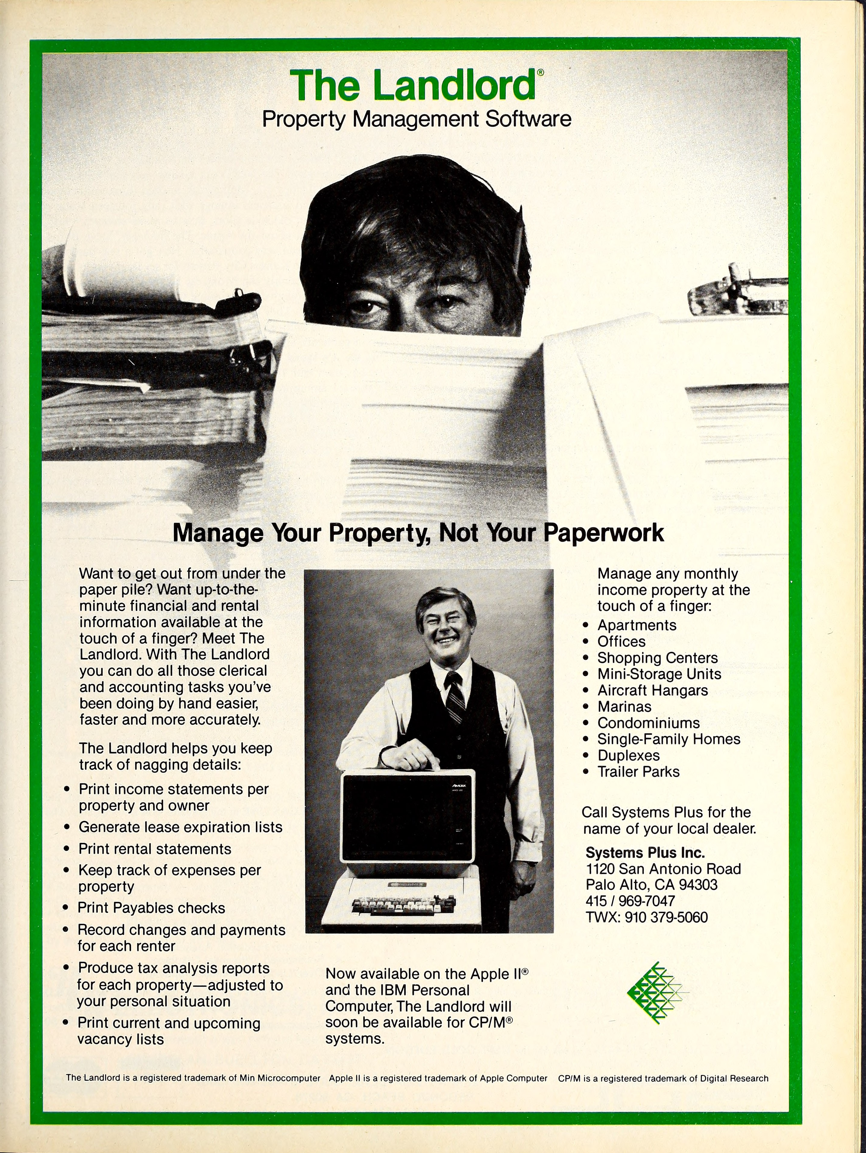 The Landlord®
Property Management Software
Manage Your Property, Not Your Paperwork
Want to get out from under the
paper pile? Want up-to-the-
minute financial and rental
information available at the
touch of a finger? Meet The
Landlord. With The Landlord
you can do all those clerical
and accounting tasks you've
been doing by hand easier,
faster and more accurately.
The Landlord helps you keep
track of nagging details:
• Print income statements per
property and owner
• Generate lease expiration lists
• Print rental statements
• Keep track of expenses per
property
• Print Payables checks
• Record changes and payments
for each renter
• Produce tax analysis reports
for each property—adjusted to
your personal situation
• Print current and upcoming
vacancy lists
Now available on the Apple II®
and the IBM Personal
Computer, The Landlord will
soon be available for CP/M®
systems.
Manage any monthly
income property at the
touch of a finger:
• Apartments
• Offices
• Shopping Centers
• Mini-Storage Units
• Aircraft Hangars
• Marinas
• Condominiums
• Single-Family Homes
• Duplexes
• Trailer Parks
Call Systems Plus for the
name of your local dealer.
Systems Plus Inc.
1120 San Antonio Road
Palo Alto, CA 94303
415 / 969-7047
TWX: 910 379-5060
The Landlord is a registered trademark of Min Microcomputer Apple II is a registered trademark of Apple Computer CP/M is a registered trademark of Digital Research